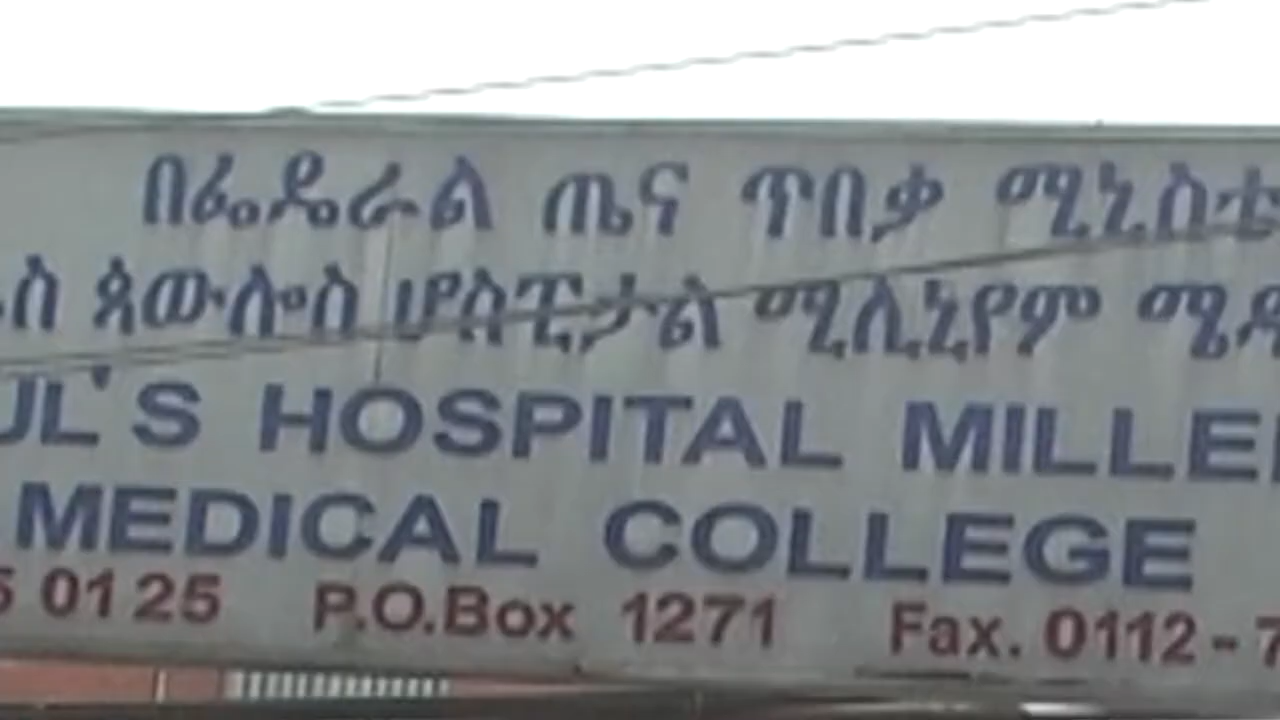 በፌዴራል ጤና ጥበቃ ሚኒስቴ
ስ ጳውሎስ ሆስፒታል ሚሊኒየም ሜዲ
UL'S HOSPITAL MILLE
MEDICAL COLLEGE
5 01 25 P.O.Box 1271 Fax. 0112 - 7